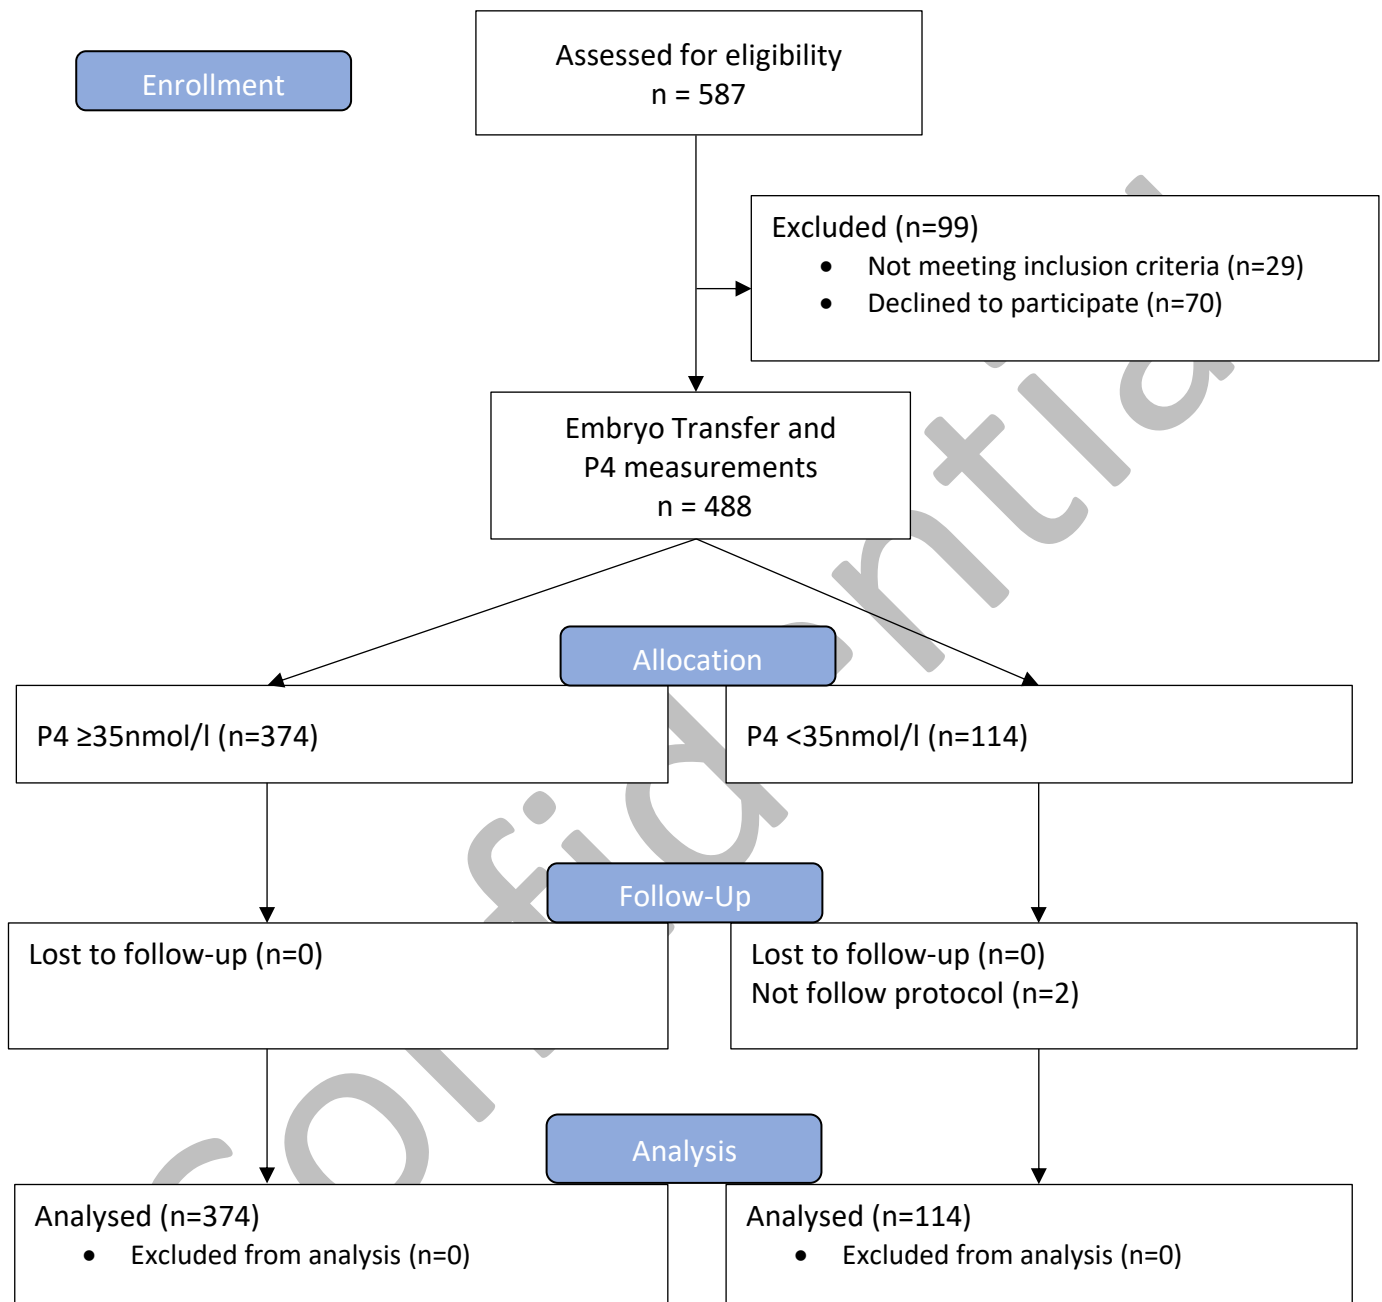 Enrollment
Assessed for eligibility
n = 587
Excluded (n=99)
• Not meeting inclusion criteria (n=29)
• Declined to participate (n=70)
Embryo Transfer and
P4 measurements
n = 488
Allocation
P4 ≥35nmol/l (n=374)
P4 <35nmol/l (n=114)
Follow-Up
Lost to follow-up (n=0)
Lost to follow-up (n=0)
Not follow protocol (n=2)
Analysis
Analysed (n=374)
• Excluded from analysis (n=0)
Analysed (n=114)
• Excluded from analysis (n=0)
Confidential